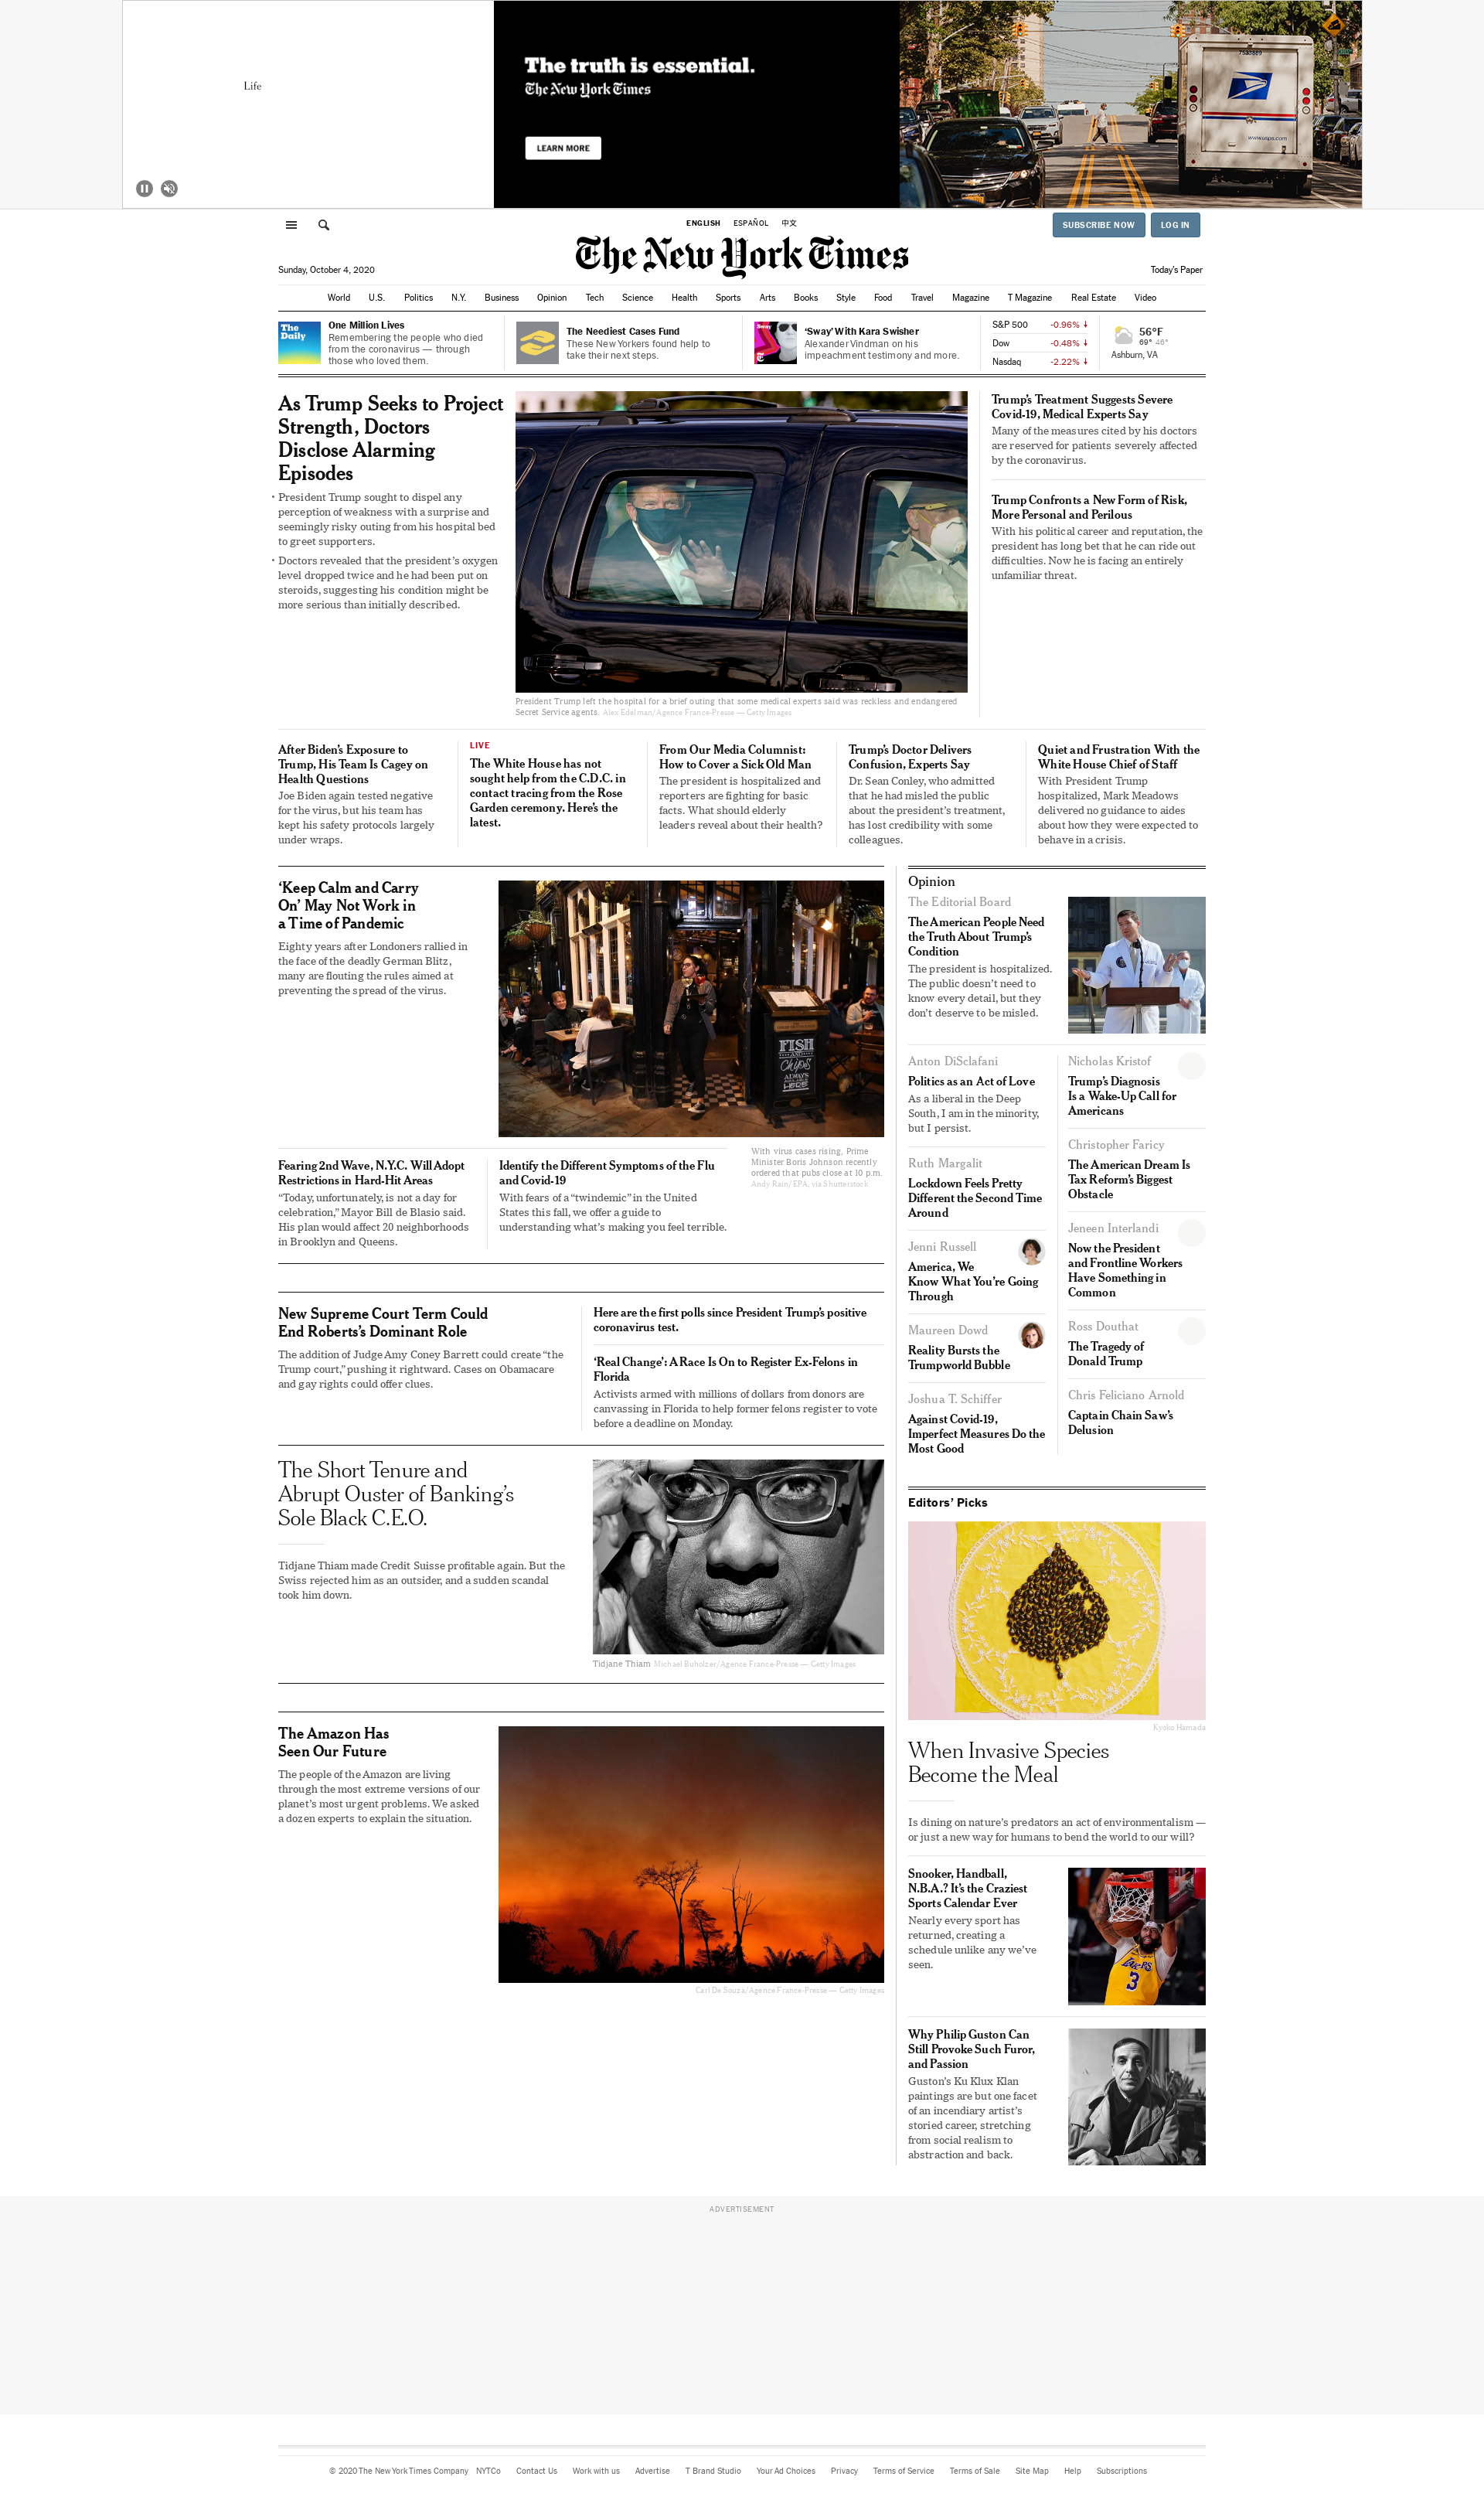 Life
The truth is essential.
The New York Times
LEARN MORE
ENGLISH ESPAÑOL 中文
SUBSCRIBE NOW LOG IN
The New York Times
Sunday, October 4, 2020
Today's Paper
World U.S. Politics N.Y. Business Opinion Tech Science Health Sports Arts Books Style Food Travel Magazine T Magazine Real Estate Video
The Daily
One Million Lives
Remembering the people who died
from the coronavirus — through
those who loved them.
The Neediest Cases Fund
These New Yorkers found help to
take their next steps.
Sway
‘Sway’ With Kara Swisher
Alexander Vindman on his
impeachment testimony and more.
S&P 500 -0.96% ↓
Dow -0.48% ↓
Nasdaq -2.22% ↓
56°F
69° 46°
Ashburn, VA
As Trump Seeks to Project
Strength, Doctors
Disclose Alarming
Episodes
• President Trump sought to dispel any
perception of weakness with a surprise and
seemingly risky outing from his hospital bed
to greet supporters.
• Doctors revealed that the president’s oxygen
level dropped twice and he had been put on
steroids, suggesting his condition might be
more serious than initially described.
President Trump left the hospital for a brief outing that some medical experts said was reckless and endangered
Secret Service agents. Alex Edelman/Agence France-Presse — Getty Images
Trump’s Treatment Suggests Severe
Covid-19, Medical Experts Say
Many of the measures cited by his doctors
are reserved for patients severely affected
by the coronavirus.
Trump Confronts a New Form of Risk,
More Personal and Perilous
With his political career and reputation, the
president has long bet that he can ride out
difficulties. Now he is facing an entirely
unfamiliar threat.
After Biden’s Exposure to
Trump, His Team Is Cagey on
Health Questions
Joe Biden again tested negative
for the virus, but his team has
kept his safety protocols largely
under wraps.
LIVE
The White House has not
sought help from the C.D.C. in
contact tracing from the Rose
Garden ceremony. Here’s the
latest.
From Our Media Columnist:
How to Cover a Sick Old Man
The president is hospitalized and
reporters are fighting for basic
facts. What should elderly
leaders reveal about their health?
Trump’s Doctor Delivers
Confusion, Experts Say
Dr. Sean Conley, who admitted
that he had misled the public
about the president’s treatment,
has lost credibility with some
colleagues.
Quiet and Frustration With the
White House Chief of Staff
With President Trump
hospitalized, Mark Meadows
delivered no guidance to aides
about how they were expected to
behave in a crisis.
‘Keep Calm and Carry
On’ May Not Work in
a Time of Pandemic
Eighty years after Londoners rallied in
the face of the deadly German Blitz,
many are flouting the rules aimed at
preventing the spread of the virus.
FISH
AND
Chips
ALWAYS
HERE
With virus cases rising, Prime
Minister Boris Johnson recently
ordered that pubs close at 10 p.m.
Andy Rain/EPA, via Shutterstock
Fearing 2nd Wave, N.Y.C. Will Adopt
Restrictions in Hard-Hit Areas
“Today, unfortunately, is not a day for
celebration,” Mayor Bill de Blasio said.
His plan would affect 20 neighborhoods
in Brooklyn and Queens.
Identify the Different Symptoms of the Flu
and Covid-19
With fears of a “twindemic” in the United
States this fall, we offer a guide to
understanding what’s making you feel terrible.
New Supreme Court Term Could
End Roberts’s Dominant Role
The addition of Judge Amy Coney Barrett could create “the
Trump court,” pushing it rightward. Cases on Obamacare
and gay rights could offer clues.
Here are the first polls since President Trump’s positive
coronavirus test.
‘Real Change’: A Race Is On to Register Ex-Felons in
Florida
Activists armed with millions of dollars from donors are
canvassing in Florida to help former felons register to vote
before a deadline on Monday.
The Short Tenure and
Abrupt Ouster of Banking’s
Sole Black C.E.O.
Tidjane Thiam made Credit Suisse profitable again. But the
Swiss rejected him as an outsider, and a sudden scandal
took him down.
Tidjane Thiam Michael Buholzer/Agence France-Presse — Getty Images
The Amazon Has
Seen Our Future
The people of the Amazon are living
through the most extreme versions of our
planet’s most urgent problems. We asked
a dozen experts to explain the situation.
Carl De Souza/Agence France-Presse — Getty Images
Opinion
The Editorial Board
The American People Need
the Truth About Trump’s
Condition
The president is hospitalized.
The public doesn’t need to
know every detail, but they
don’t deserve to be misled.
Anton DiSclafani
Politics as an Act of Love
As a liberal in the Deep
South, I am in the minority,
but I persist.
Ruth Margalit
Lockdown Feels Pretty
Different the Second Time
Around
Jenni Russell
America, We
Know What You’re Going
Through
Maureen Dowd
Reality Bursts the
Trumpworld Bubble
Joshua T. Schiffer
Against Covid-19,
Imperfect Measures Do the
Most Good
Nicholas Kristof
Trump’s Diagnosis
Is a Wake-Up Call for
Americans
Christopher Faricy
The American Dream Is
Tax Reform’s Biggest
Obstacle
Jeneen Interlandi
Now the President
and Frontline Workers
Have Something in
Common
Ross Douthat
The Tragedy of
Donald Trump
Chris Feliciano Arnold
Captain Chain Saw’s
Delusion
Editors’ Picks
Kyoko Hamada
When Invasive Species
Become the Meal
Is dining on nature’s predators an act of environmentalism —
or just a new way for humans to bend the world to our will?
Snooker, Handball,
N.B.A.? It’s the Craziest
Sports Calendar Ever
Nearly every sport has
returned, creating a
schedule unlike any we’ve
seen.
3
Why Philip Guston Can
Still Provoke Such Furor,
and Passion
Guston’s Ku Klux Klan
paintings are but one facet
of an incendiary artist’s
storied career, stretching
from social realism to
abstraction and back.
ADVERTISEMENT
© 2020 The New York Times Company NYTCo Contact Us Work with us Advertise T Brand Studio Your Ad Choices Privacy Terms of Service Terms of Sale Site Map Help Subscriptions